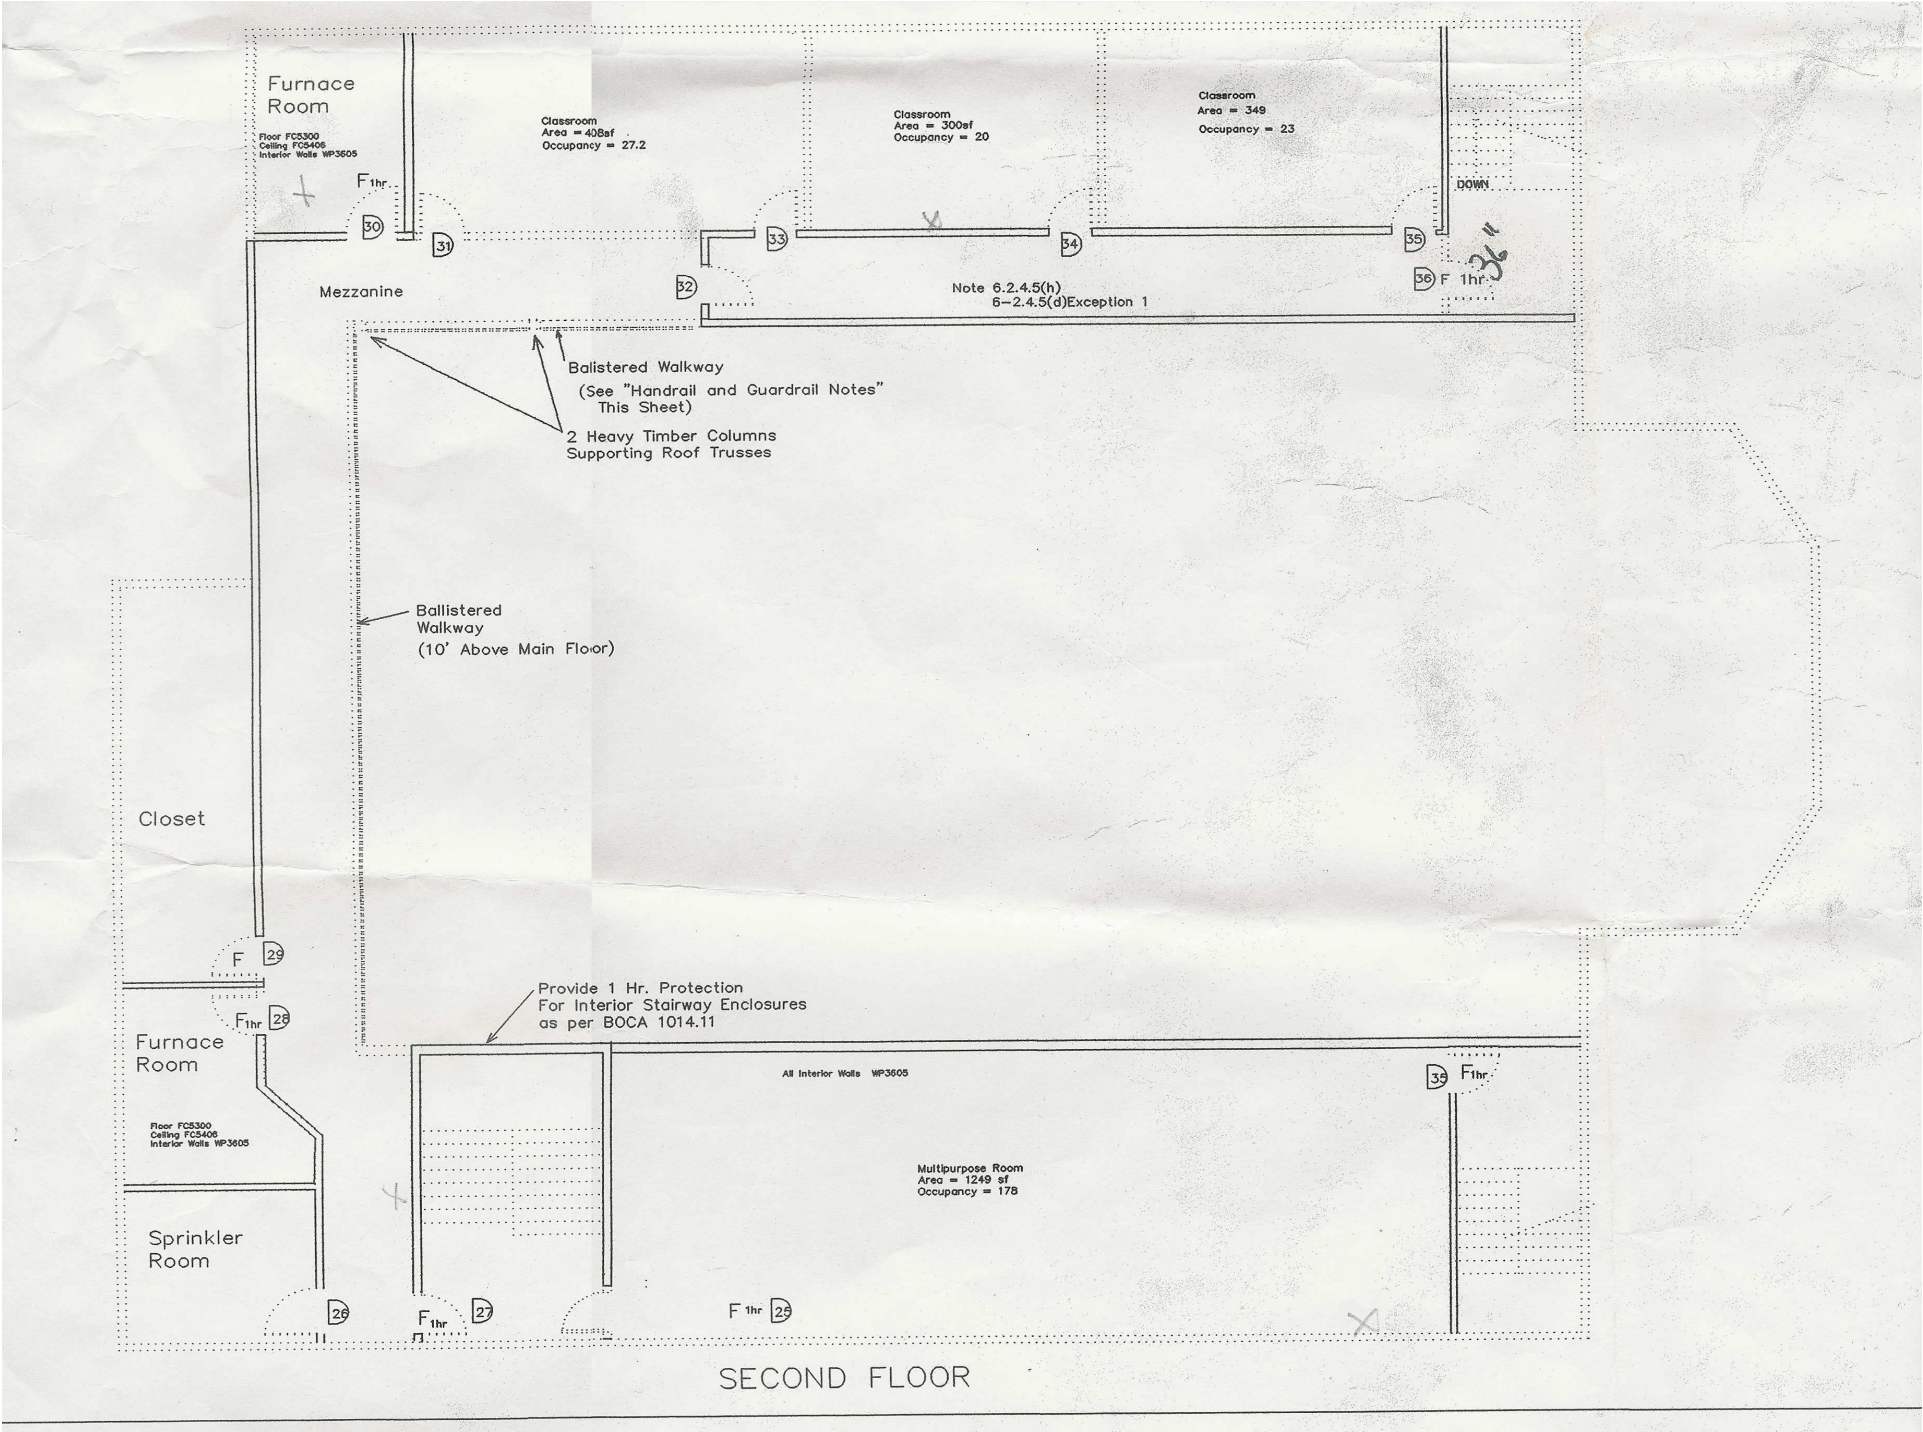 Furnace
Room
Floor FC5300
Ceiling FC5406
Interior Walls WP3605
F 1hr
30
31
Classroom
Area = 408sf
Occupancy = 27.2
Classroom
Area = 300sf
Occupancy = 20
Classroom
Area = 349
Occupancy = 23
DOWN
36"
33
34
35
36
F 1hr
32
Mezzanine
Note 6.2.4.5(h)
6-2.4.5(d)Exception 1
Balistered Walkway
(See "Handrail and Guardrail Notes"
This Sheet)
2 Heavy Timber Columns
Supporting Roof Trusses
Ballistered
Walkway
(10' Above Main Floor)
Closet
F
29
F1hr
28
Furnace
Room
Floor FC5300
Ceiling FC5406
Interior Walls WP3605
Provide 1 Hr. Protection
For Interior Stairway Enclosures
as per BOCA 1014.11
All Interior Walls WP3605
35
F1hr
Multipurpose Room
Area = 1249 sf
Occupancy = 178
Sprinkler
Room
26
F1hr
27
F 1hr
25
SECOND FLOOR